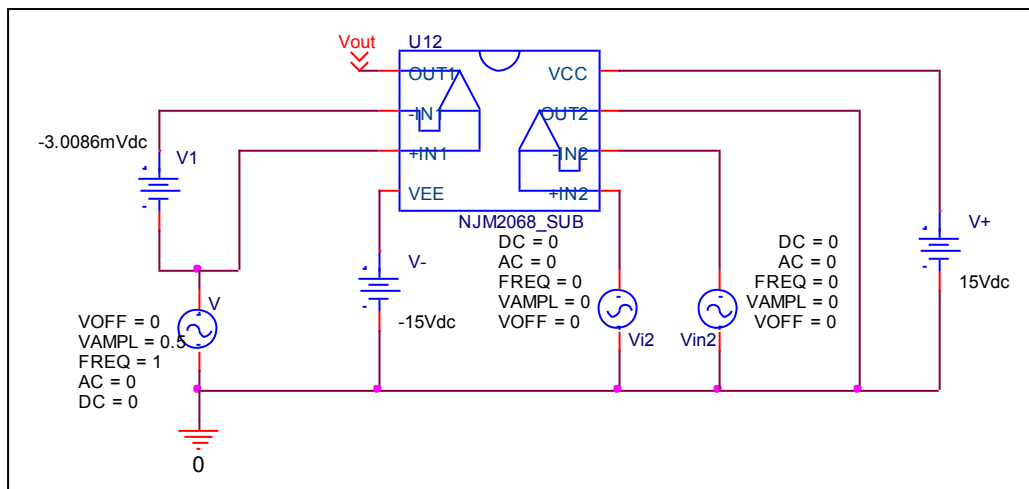 Vout
U12
OUT1
VCC
-IN1
OUT2
-3.0086mVdc
V1
+IN1
-IN2
VEE
+IN2
NJM2068_SUB
V+
15Vdc
V-
-15Vdc
DC = 0
AC = 0
FREQ = 0
VAMPL = 0
VOFF = 0
Vi2
DC = 0
AC = 0
FREQ = 0
VAMPL = 0
VOFF = 0
Vin2
V
VOFF = 0
VAMPL = 0.5
FREQ = 1
AC = 0
DC = 0
0